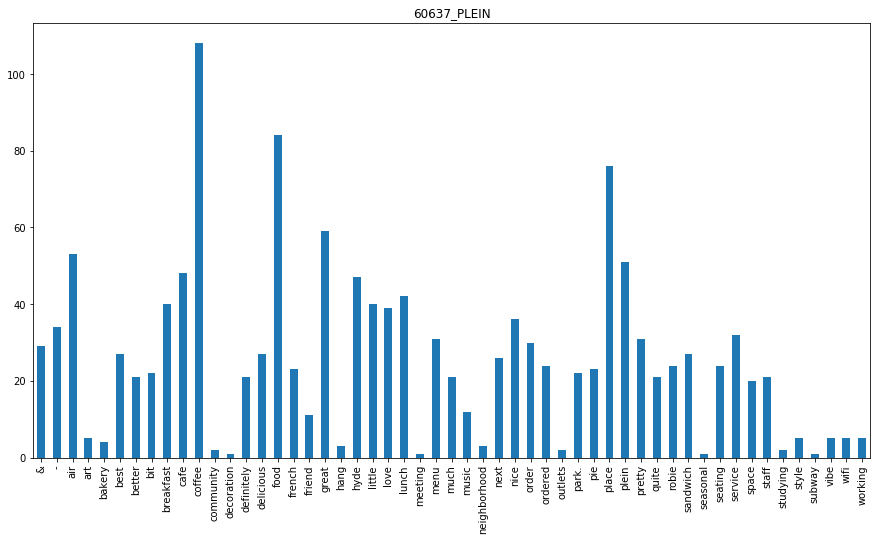 60637_PLEIN
100
80
60
40
20
0
&
-
air
art
bakery
best
better
bit
breakfast
cafe
coffee
community
decoration
definitely
delicious
food
french
friend
great
hang
hyde
little
love
lunch
meeting
menu
much
music
neighborhood
next
nice
order
ordered
outlets
park.
pie
place
plein
pretty
quite
robie
sandwich
seasonal
seating
service
space
staff
studying
style
subway
vibe
wifi
working